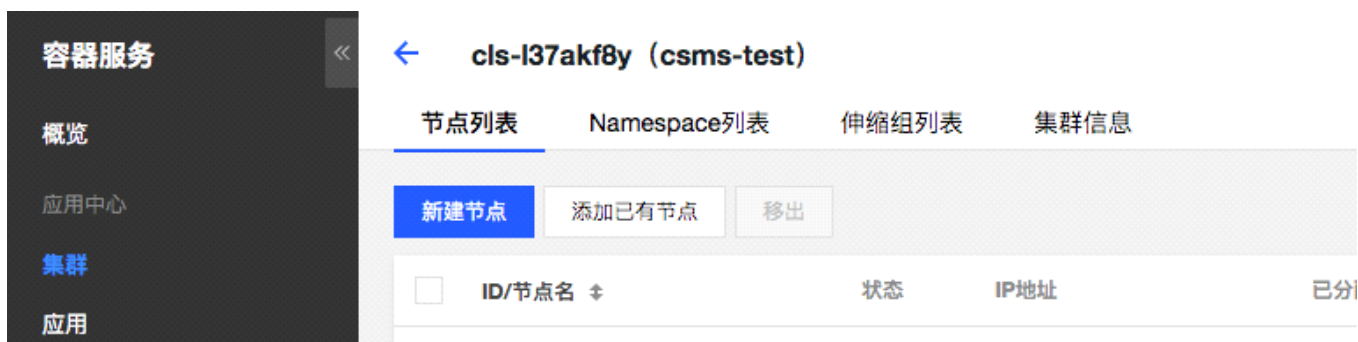 容器服务
概览
应用中心
集群
应用
cls-l37akf8y（csms-test）
节点列表 Namespace列表 伸缩组列表 集群信息
新建节点 添加已有节点 移出
ID/节点名 状态 IP地址 已分